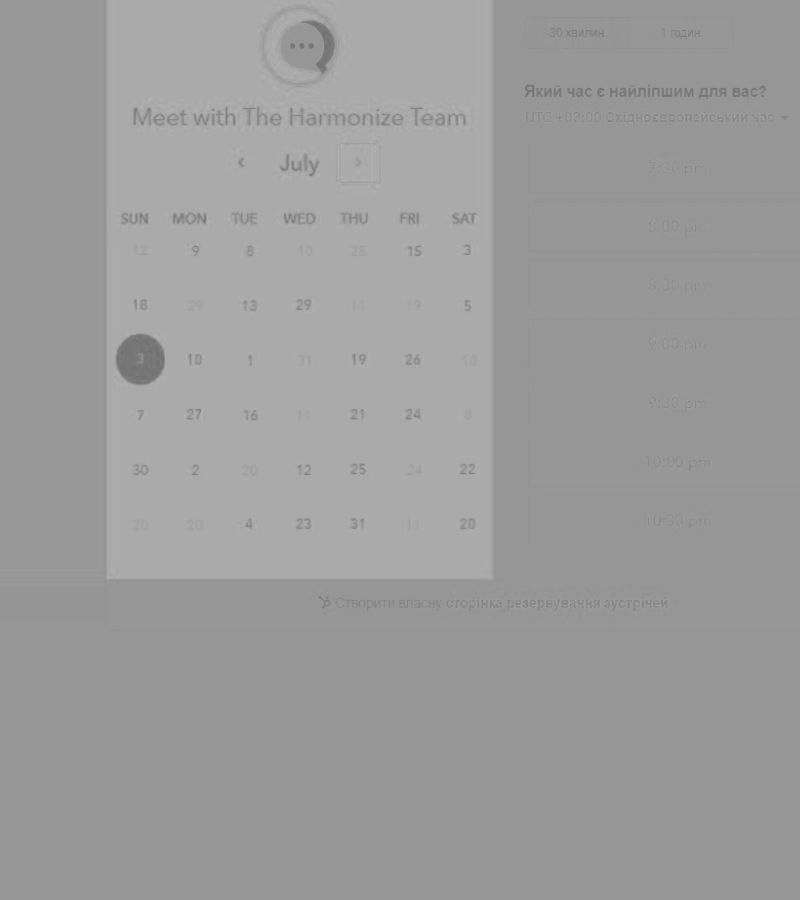 Meet with The Harmonize Team
July
SUN MON TUE WED THU FRI SAT
12 9 8 10 25 15 3
18 29 13 29 11 19 5
3 10 1 31 19 26 10
7 27 16 11 21 24 8
30 2 20 12 25 24 22
20 20 4 23 31 11 20
30 хвилин 1 годин
Який час є найліпшим для вас?
UTC +03:00 Східноєвропейський час
7:30 pm
8:00 pm
8:30 pm
9:00 pm
9:30 pm
10:00 pm
10:30 pm
Створити власну сторінка резервування зустрічей